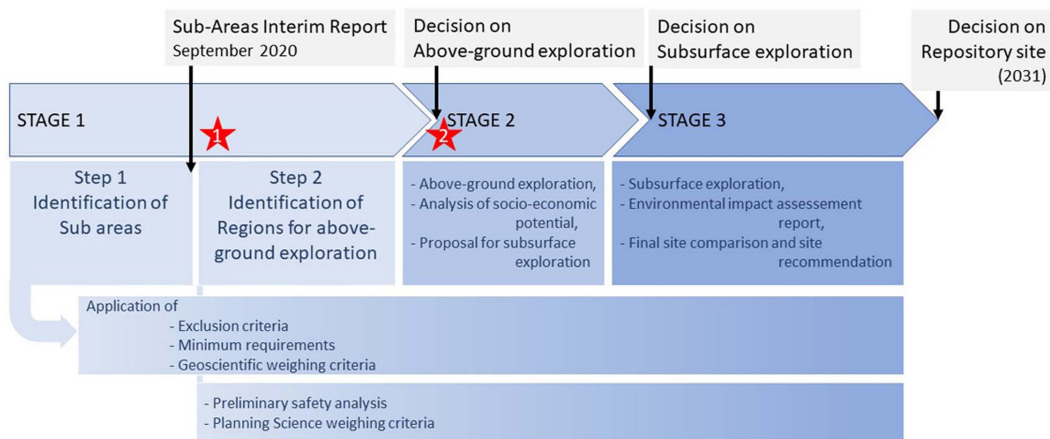 Sub-Areas Interim Report
September 2020
Decision on
Above-ground exploration
Decision on
Subsurface exploration
Decision on
Repository site
(2031)
STAGE 1
1
2
STAGE 2
STAGE 3
Step 1
Identification of
Sub areas
Step 2
Identification of
Regions for above-
ground exploration
- Above-ground exploration,
- Analysis of socio-economic
potential,
- Proposal for subsurface
exploration
- Subsurface exploration,
- Environmental impact assessement
report,
- Final site comparison and site
recommendation
Application of
- Exclusion criteria
- Minimum requirements
- Geoscientific weighing criteria
- Preliminary safety analysis
- Planning Science weighing criteria